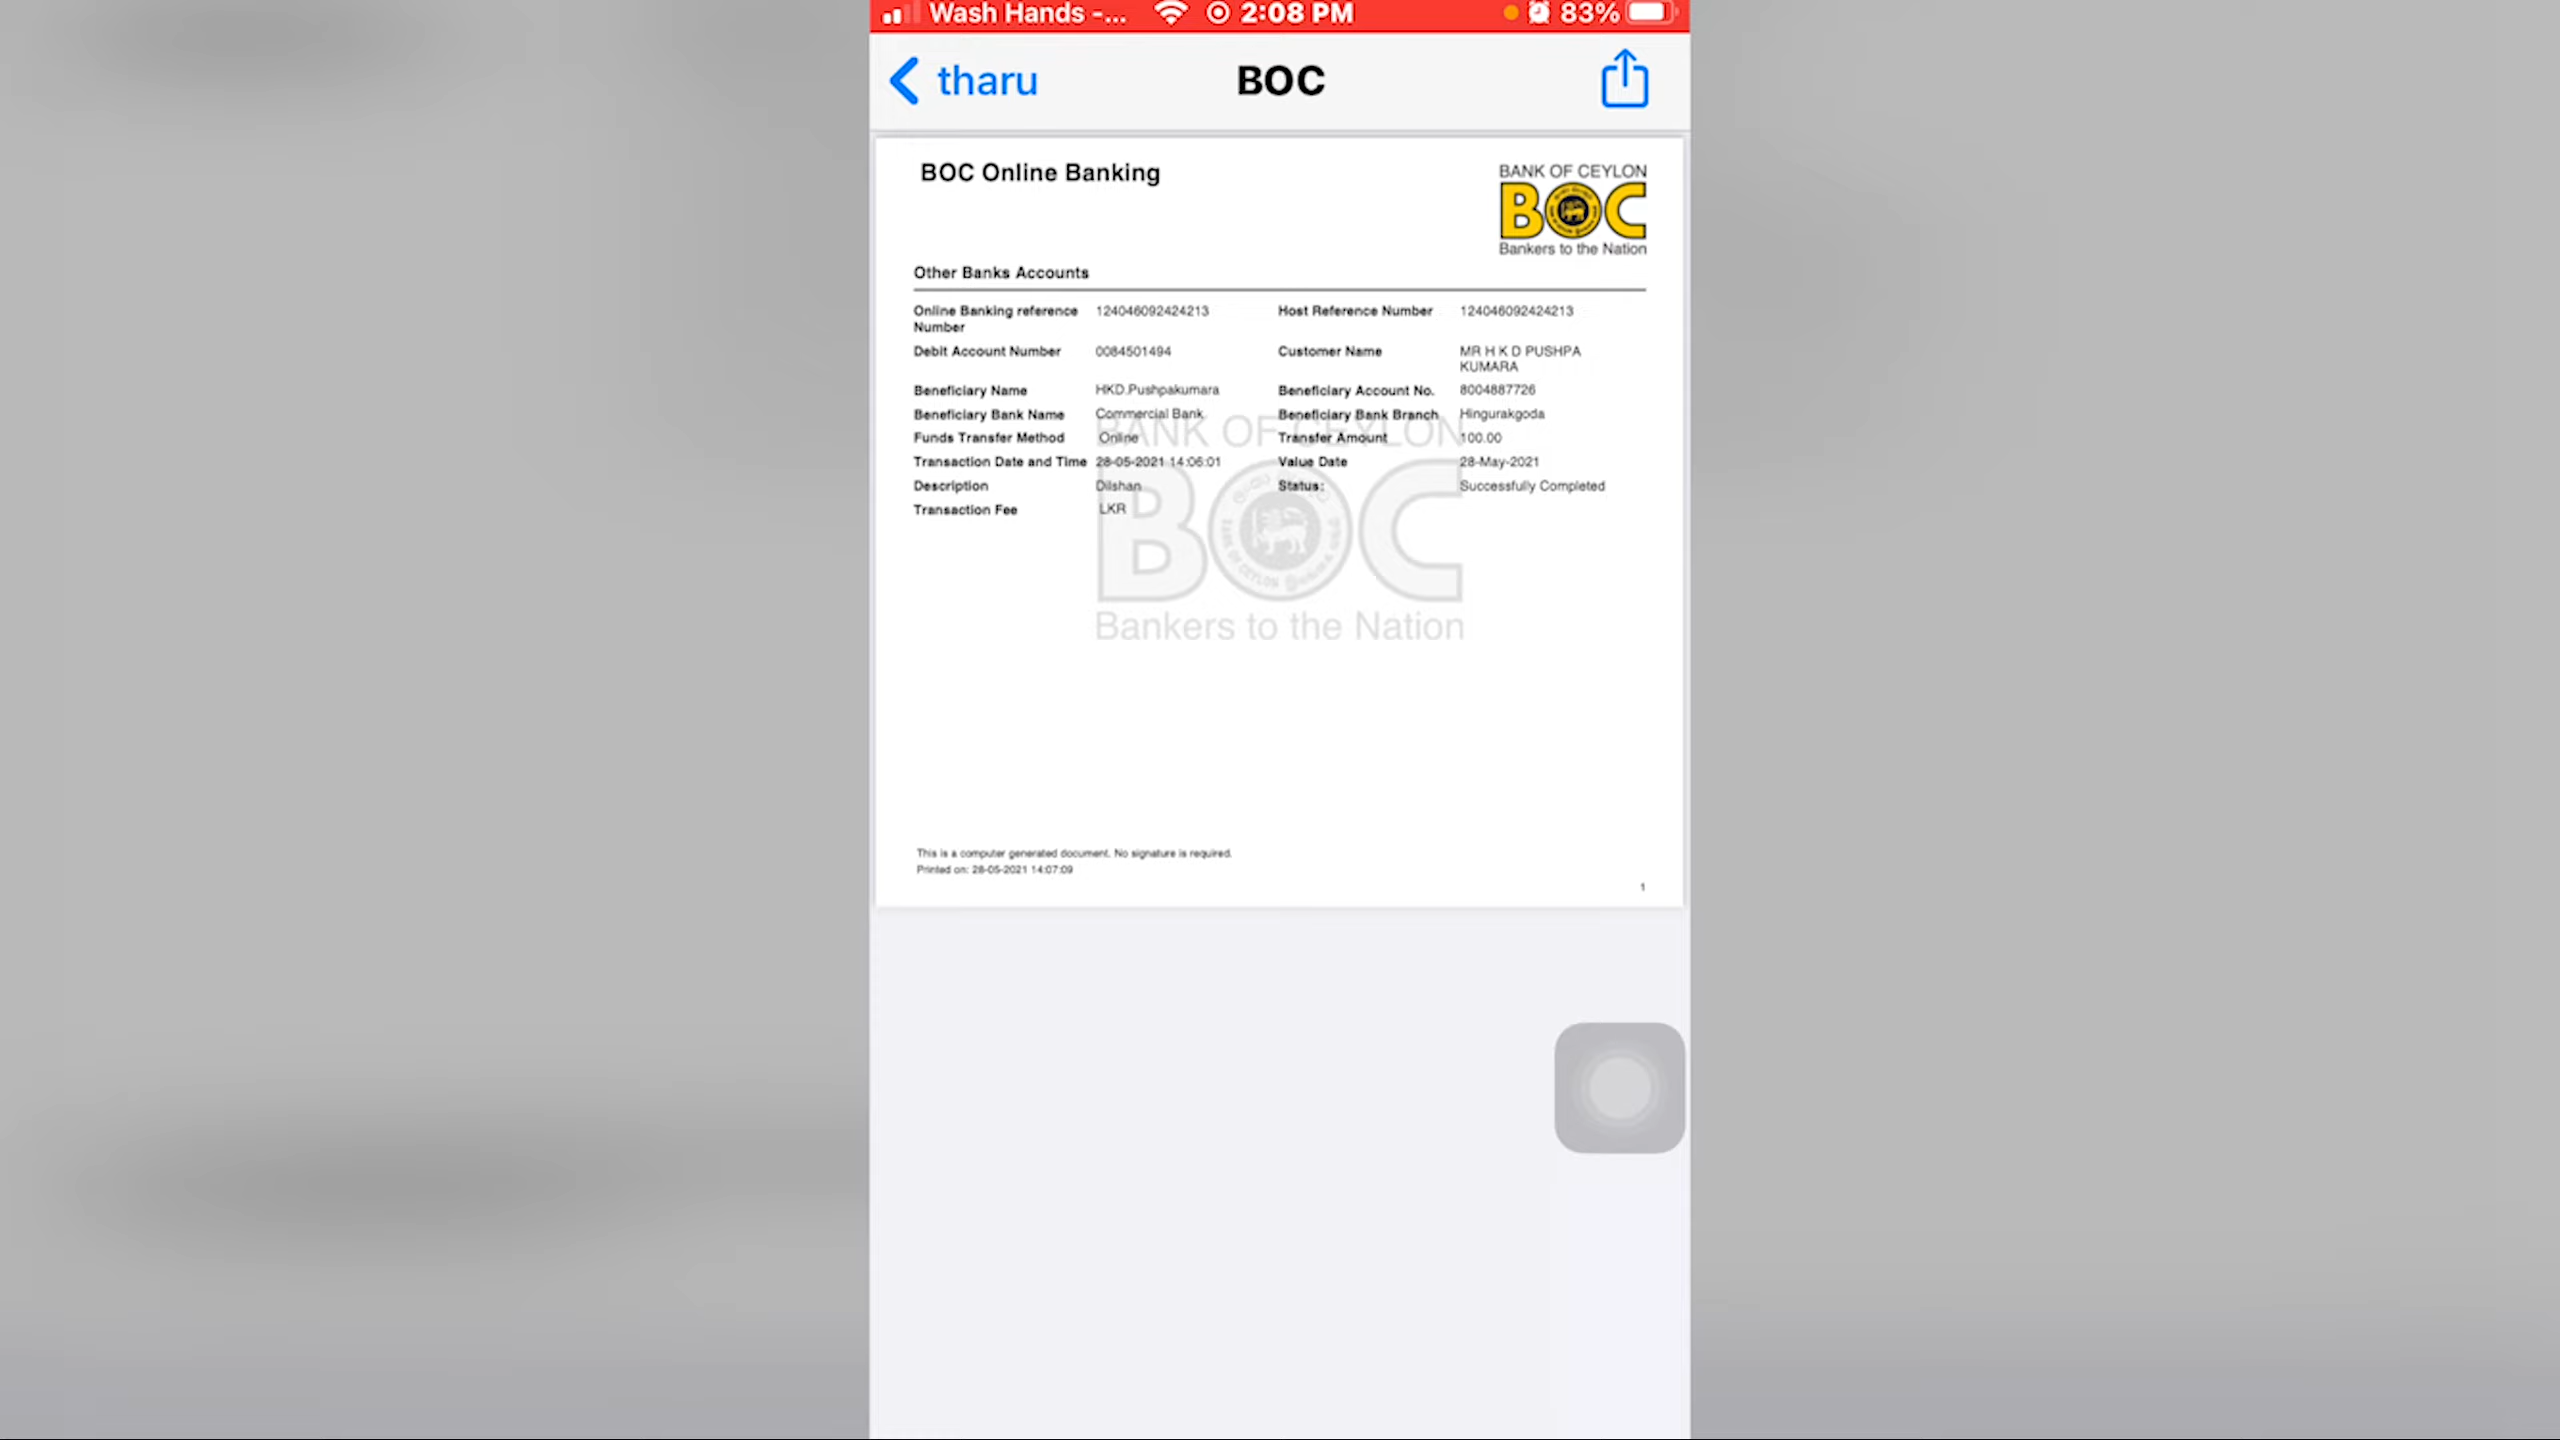 Wash Hands -... 2:08 PM 83%
tharu BOC
BOC Online Banking
BANK OF CEYLON
BOC
Bankers to the Nation
Other Banks Accounts
Online Banking reference Number 124046092424213 Host Reference Number 124046092424213
Debit Account Number 0084501494 Customer Name MR H K D PUSHPA KUMARA
Beneficiary Name HKD.Pushpakumara Beneficiary Account No. 8004887726
Beneficiary Bank Name Commercial Bank Beneficiary Bank Branch Hingurakgoda
Funds Transfer Method Online Transfer Amount 100.00
Transaction Date and Time 28-05-2021 14:06:01 Value Date 28-May-2021
Description Dilshan Status: Successfully Completed
Transaction Fee LKR
BANK OF CEYLON
BOC
Bankers to the Nation
This is a computer generated document. No signature is required.
Printed on: 28-05-2021 14:07:09
1